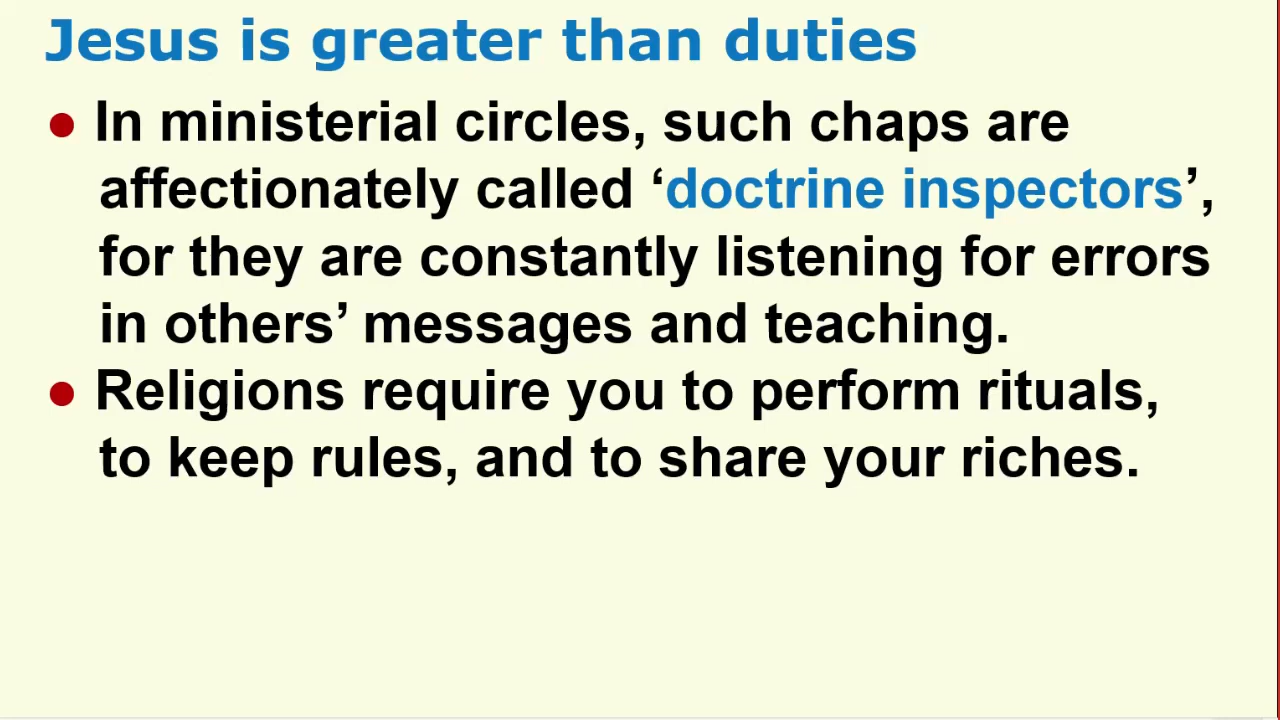 Jesus is greater than duties
● In ministerial circles, such chaps are
affectionately called ‘doctrine inspectors’,
for they are constantly listening for errors
in others’ messages and teaching.
● Religions require you to perform rituals,
to keep rules, and to share your riches.